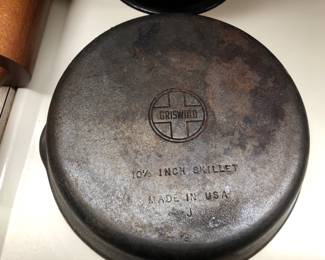 GRISWOLD
10½ INCH SKILLET
MADE IN USA
J